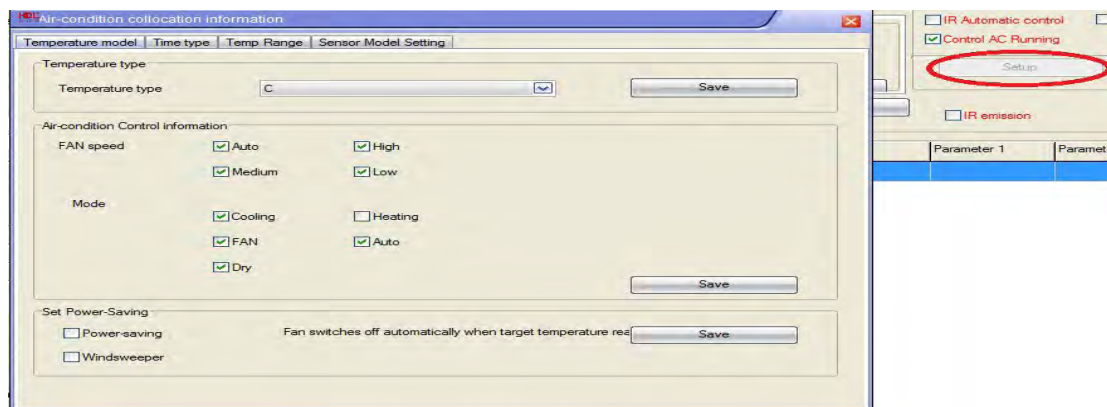 HDL Air-condition collocation information
Temperature model Time type Temp Range Sensor Model Setting
Temperature type
Temperature type C Save
Air-condition Control information
FAN speed Auto High
Medium Low
Mode
Cooling Heating
FAN Auto
Dry
Save
Set Power-Saving
Power-saving Fan switches off automatically when target temperature rea Save
Windsweeper
IR Automatic control
Control AC Running
Setup
IR emission
Parameter 1 Paramet